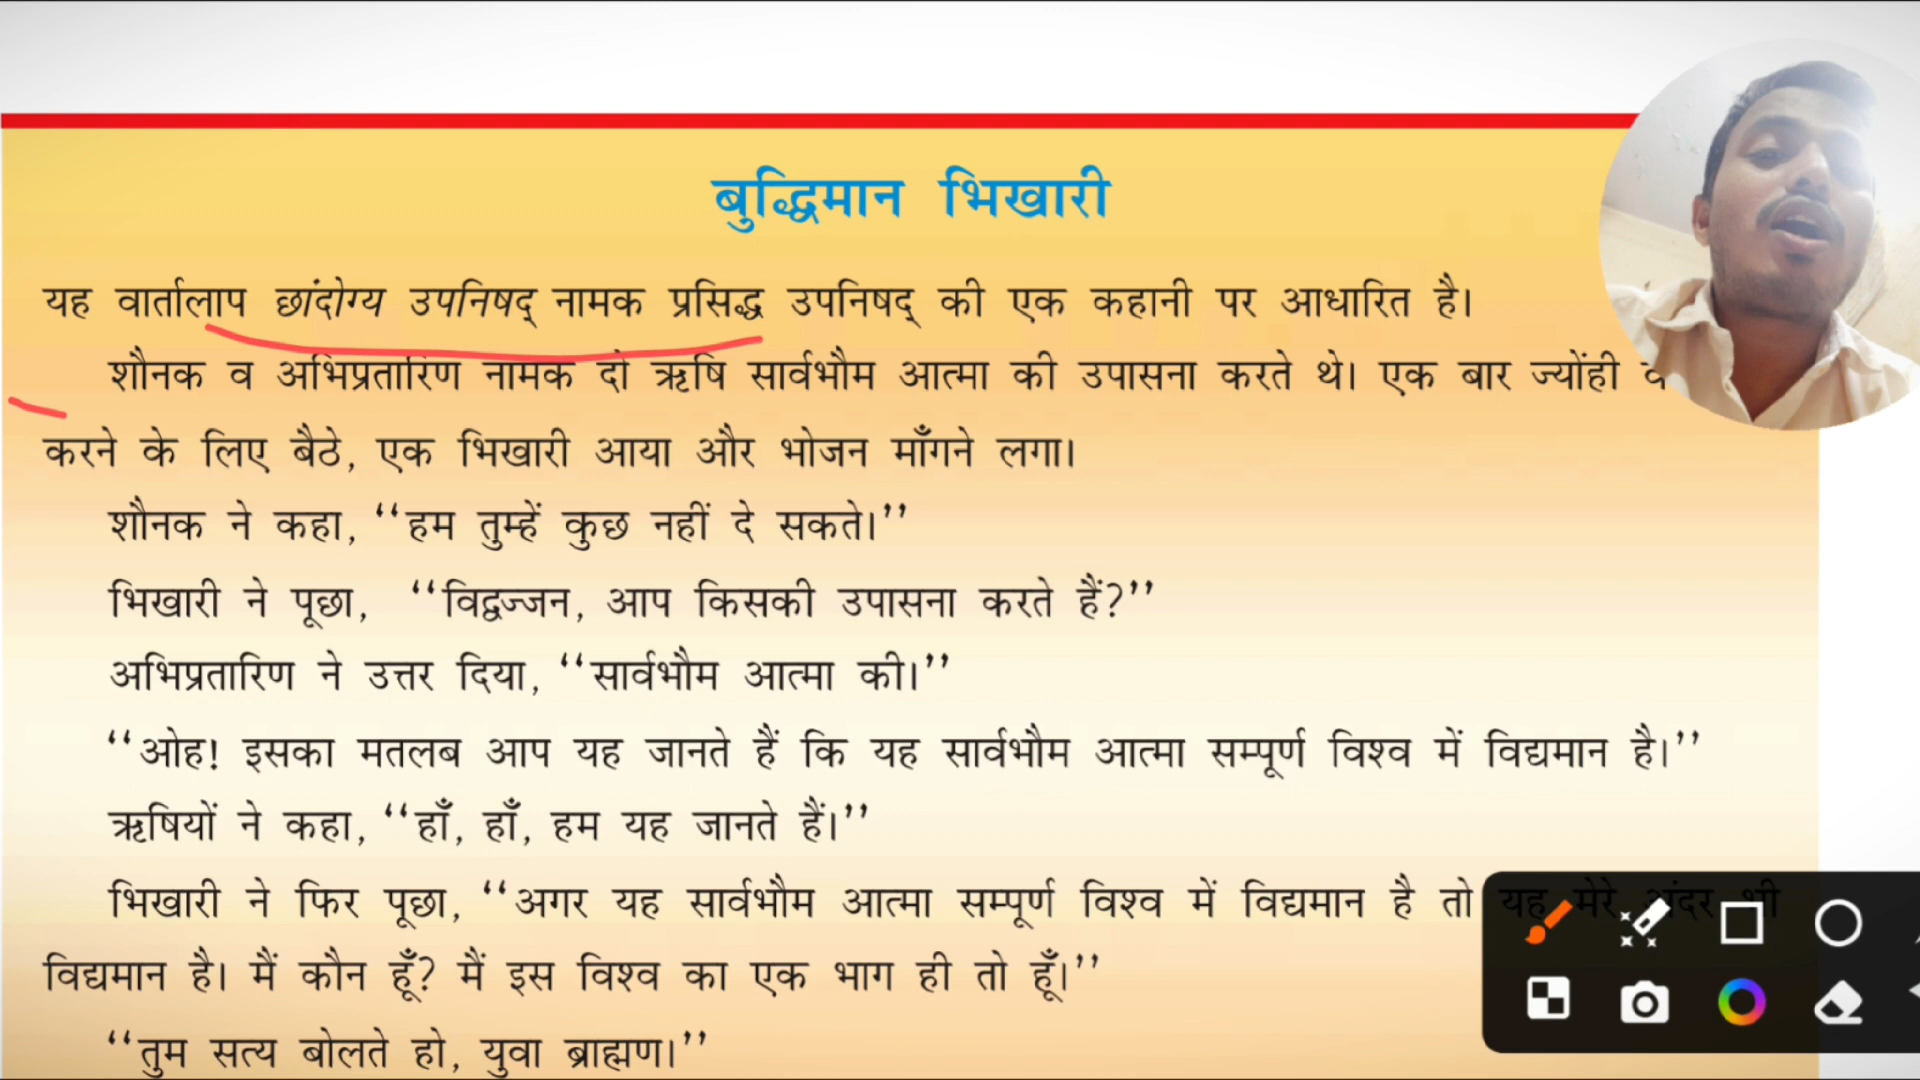 बुद्धिमान भिखारी
यह वार्तालाप छांदोग्य उपनिषद् नामक प्रसिद्ध उपनिषद् की एक कहानी पर आधारित है।
शौनक व अभिप्रतारिण नामक दो ऋषि सार्वभौम आत्मा की उपासना करते थे। एक बार ज्योंही
करने के लिए बैठे, एक भिखारी आया और भोजन माँगने लगा।
शौनक ने कहा, ‘‘हम तुम्हें कुछ नहीं दे सकते।’’
भिखारी ने पूछा, ‘‘विद्वज्जन, आप किसकी उपासना करते हैं?’’
अभिप्रतारिण ने उत्तर दिया, ‘‘सार्वभौम आत्मा की।’’
‘‘ओह! इसका मतलब आप यह जानते हैं कि यह सार्वभौम आत्मा सम्पूर्ण विश्व में विद्यमान है।’’
ऋषियों ने कहा, ‘‘हाँ, हाँ, हम यह जानते हैं।’’
भिखारी ने फिर पूछा, ‘‘अगर यह सार्वभौम आत्मा सम्पूर्ण विश्व में विद्यमान है तो यह मेरे अंदर भी
विद्यमान है। मैं कौन हूँ? मैं इस विश्व का एक भाग ही तो हूँ।’’
‘‘तुम सत्य बोलते हो, युवा ब्राह्मण।’’